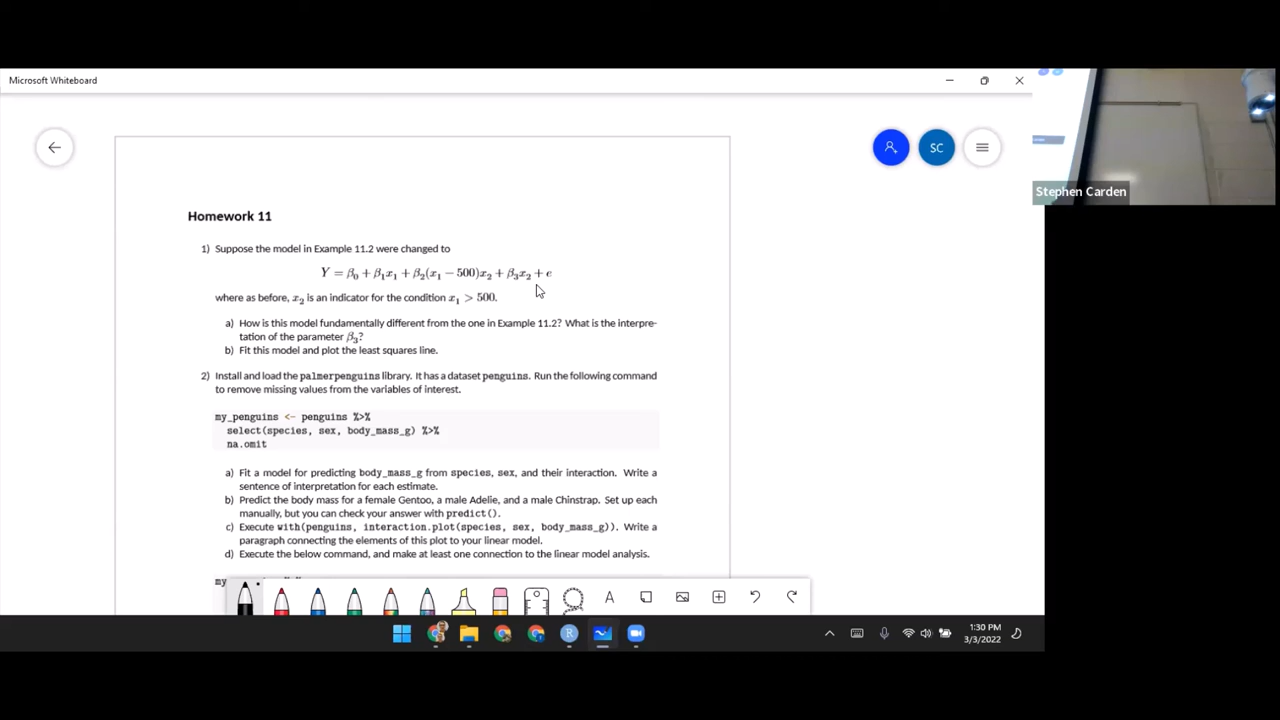 Microsoft Whiteboard
SC
Stephen Carden
Homework 11
1) Suppose the model in Example 11.2 were changed to
Y = β₀ + β₁x₁ + β₂(x₁ − 500)x₂ + β₃x₂ + e
where as before, x₂ is an indicator for the condition x₁ > 500.
a) How is this model fundamentally different from the one in Example 11.2? What is the interpre-
tation of the parameter β₃?
b) Fit this model and plot the least squares line.
2) Install and load the palmerpenguins library. It has a dataset penguins. Run the following command
to remove missing values from the variables of interest.
my_penguins <- penguins %>%
select(species, sex, body_mass_g) %>%
na.omit
a) Fit a model for predicting body_mass_g from species, sex, and their interaction. Write a
sentence of interpretation for each estimate.
b) Predict the body mass for a female Gentoo, a male Adelie, and a male Chinstrap. Set up each
manually, but you can check your answer with predict().
c) Execute with(penguins, interaction.plot(species, sex, body_mass_g)). Write a
paragraph connecting the elements of this plot to your linear model.
d) Execute the below command, and make at least one connection to the linear model analysis.
my
A
1:30 PM
3/3/2022